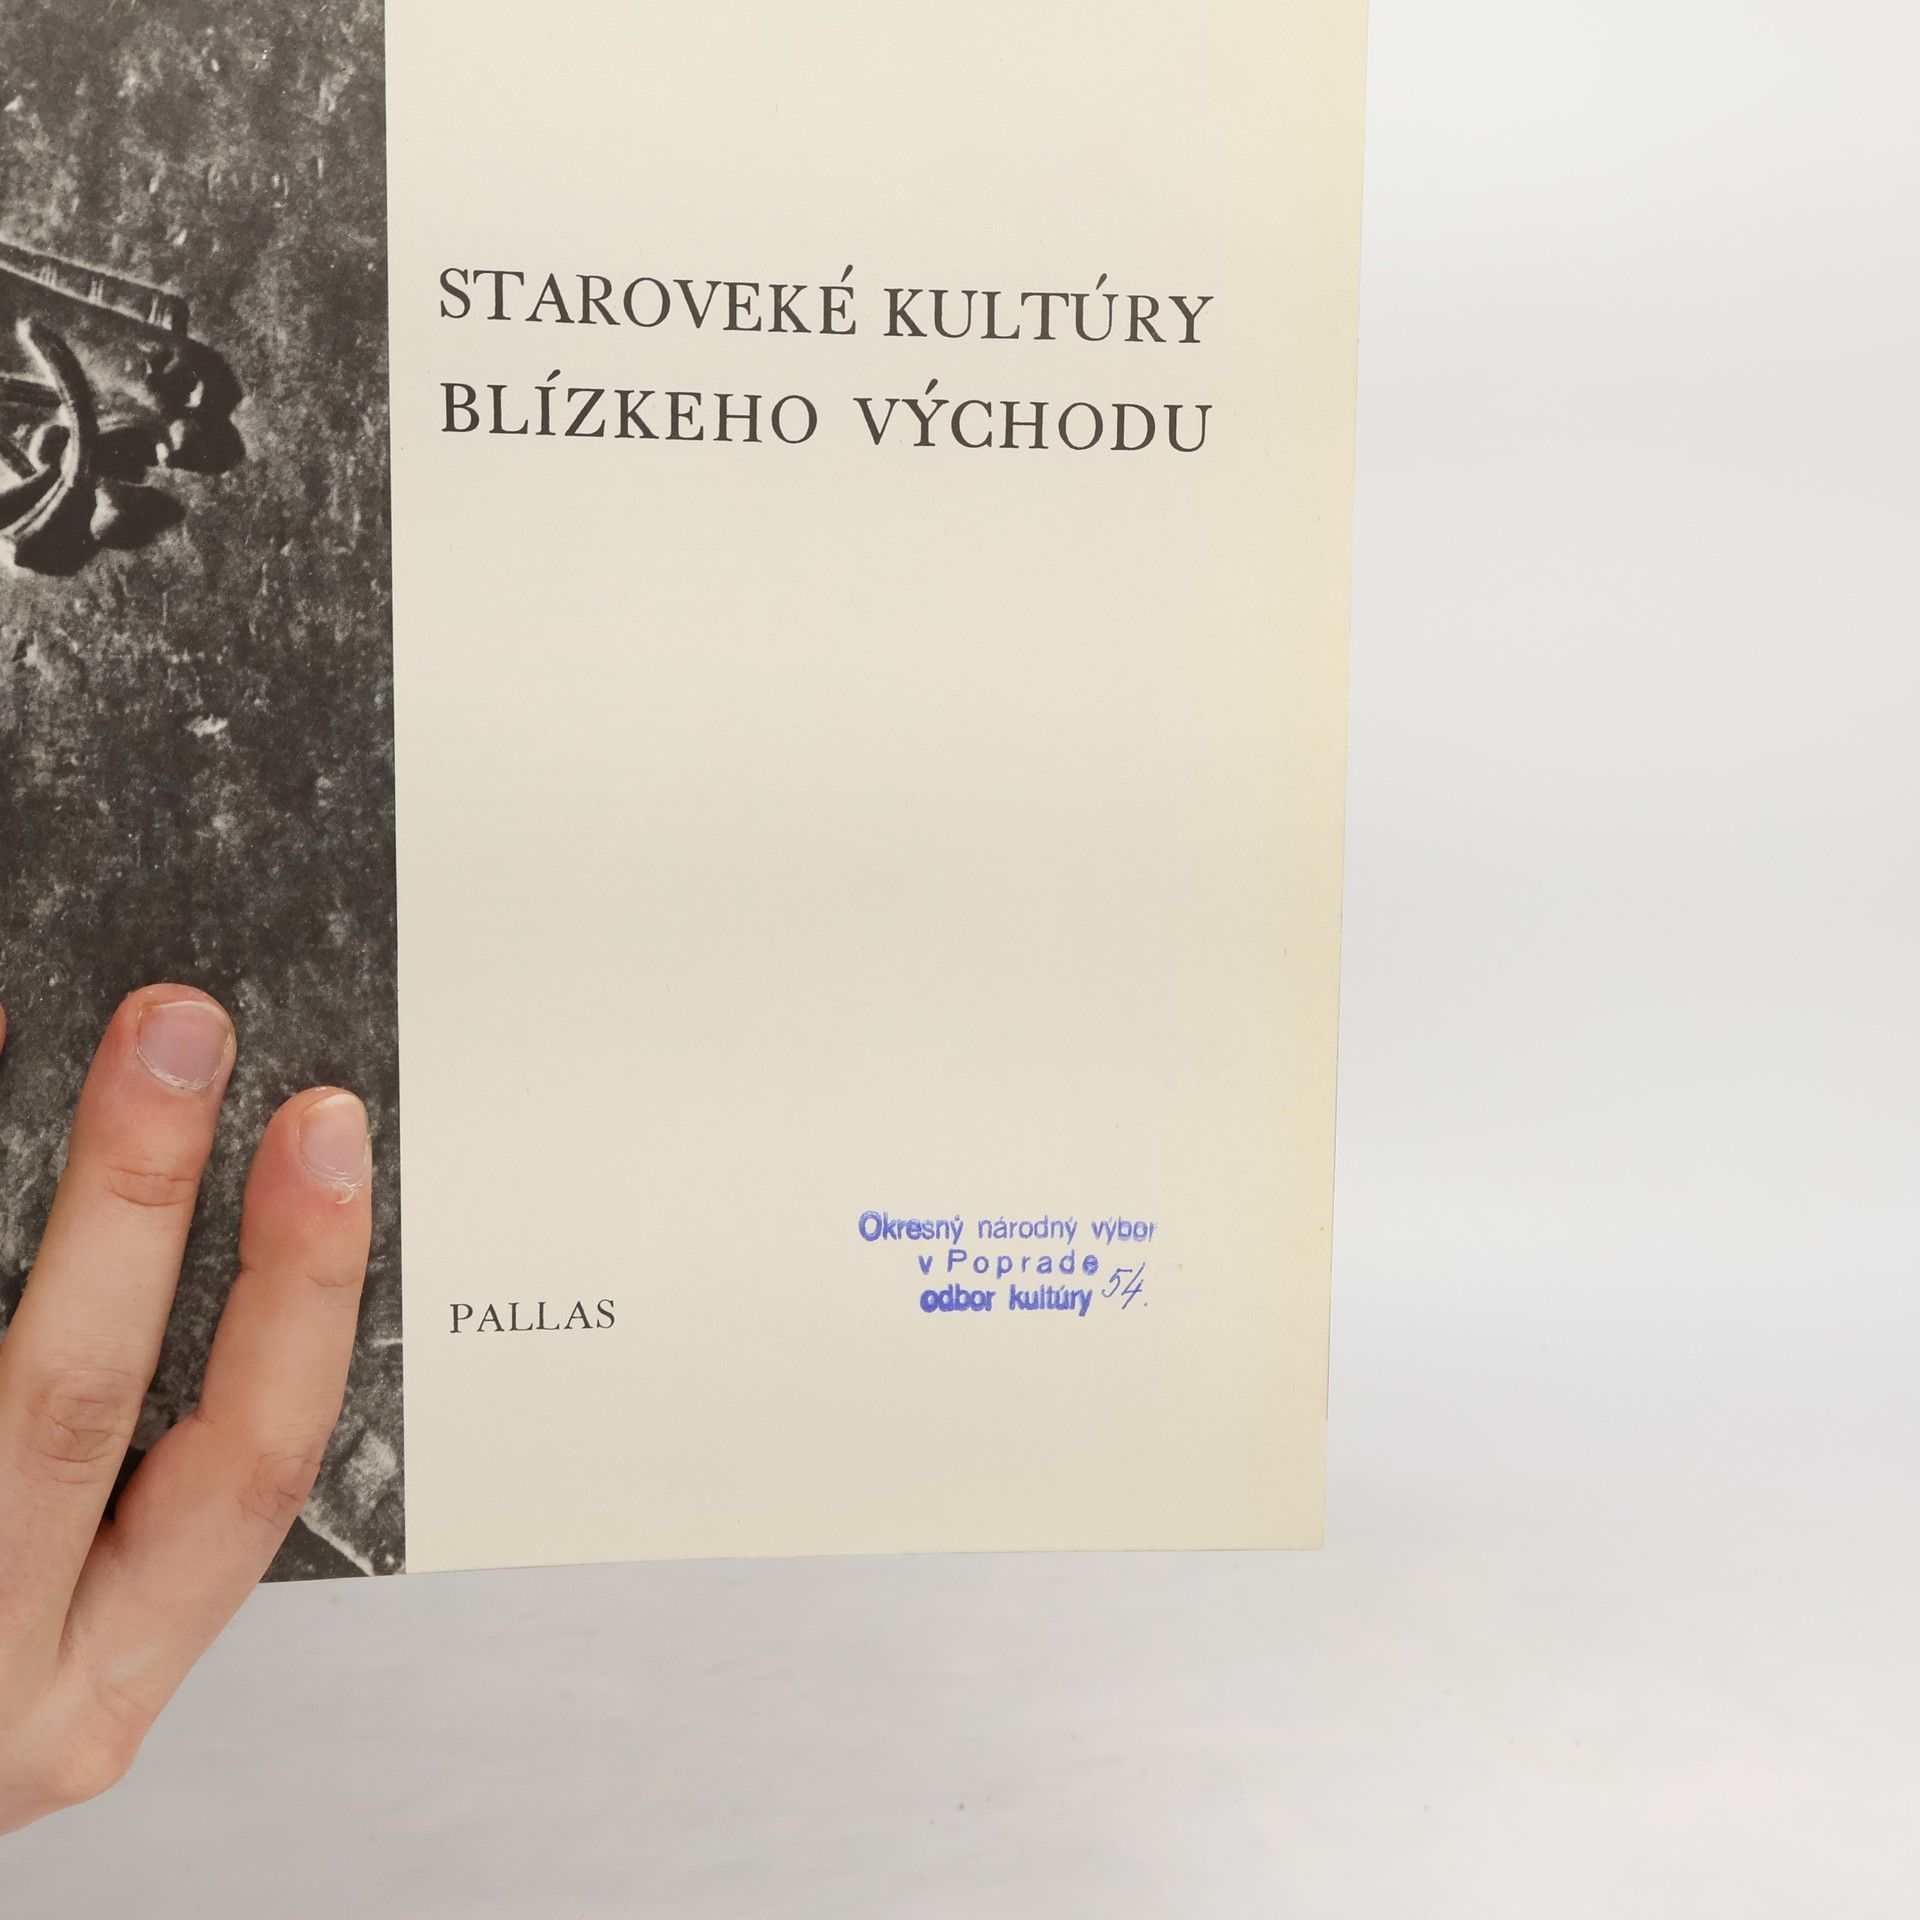 STAROVEKÉ KULTÚRY
BLÍZKEHO VÝCHODU
Okresný národný výbor
v Poprade
odbor kultúry 54.
PALLAS